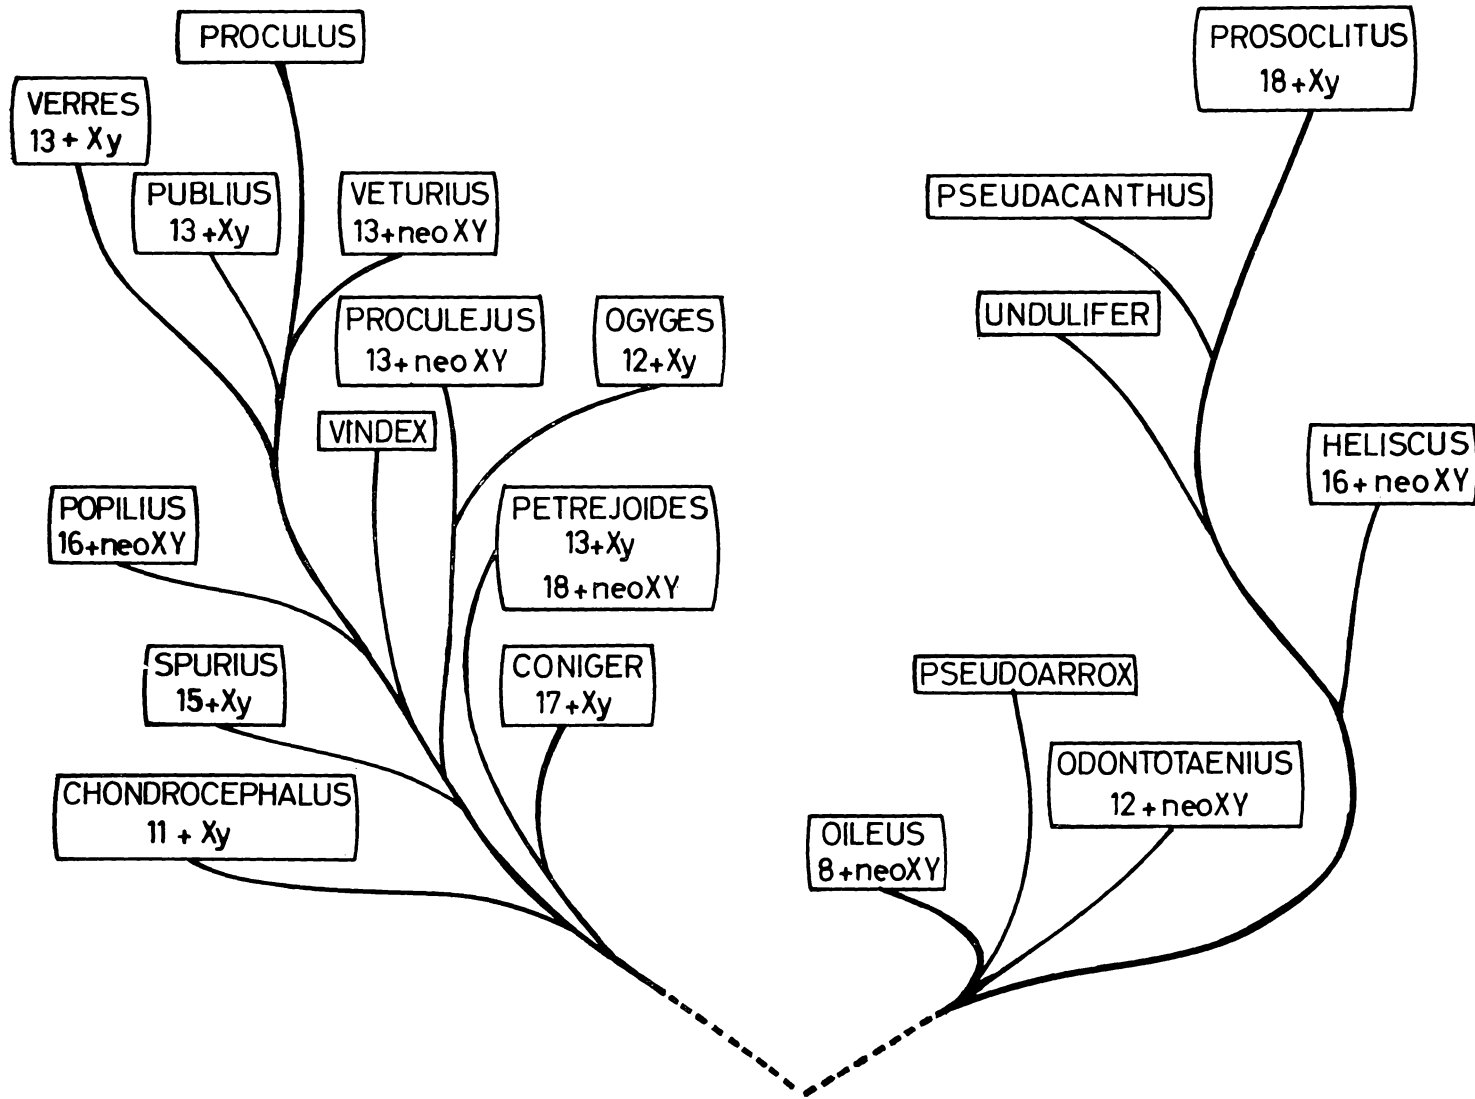 PROCULUS
VERRES
13 + Xy
PUBLIUS
13 +Xy
VETURIUS
13+neo XY
PROCULEJUS
13+ neo XY
OGYGES
12+Xy
VINDEX
POPILIUS
16+neoXY
PETREJOIDES
13+Xy
18+neoXY
SPURIUS
15+Xy
CONIGER
17 +Xy
CHONDROCEPHALUS
11 + Xy
PROSOCLITUS
18+Xy
PSEUDACANTHUS
UNDULIFER
HELISCUS
16+ neo XY
PSEUDOARROX
ODONTOTAENIUS
12 +neoXY
OILEUS
8+neoXY